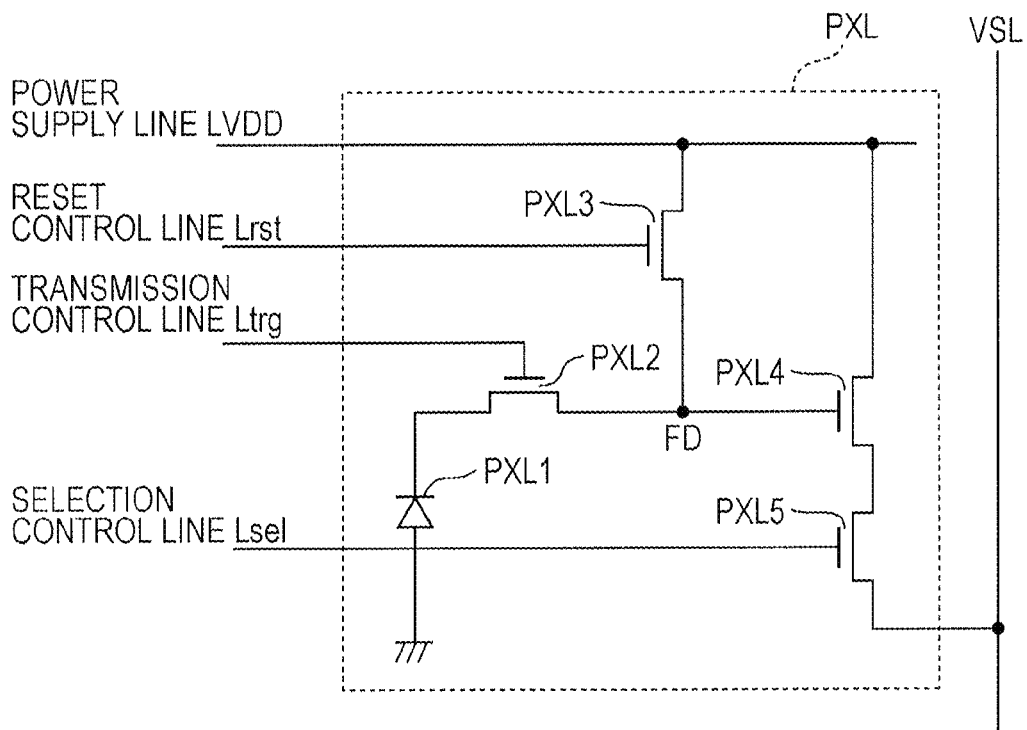 PXL
VSL
POWER
SUPPLY LINE LVDD
RESET
CONTROL LINE Lrst
PXL3
TRANSMISSION
CONTROL LINE Ltrg
PXL2
PXL4
FD
PXL1
SELECTION
CONTROL LINE Lsel
PXL5